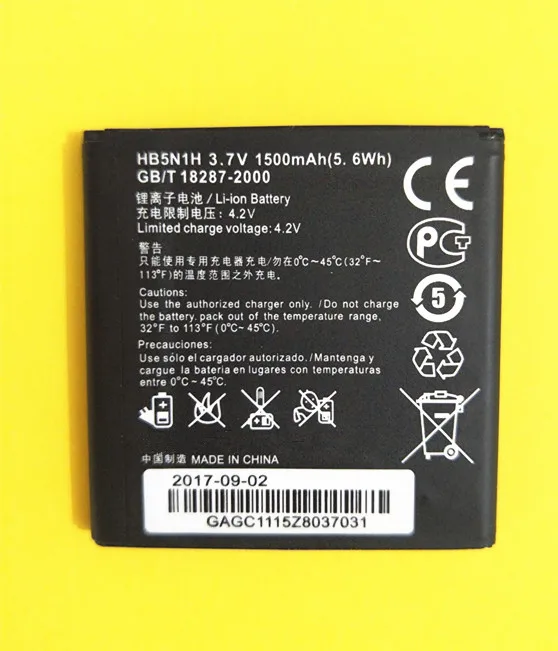 HB5N1H 3.7V 1500mAh(5. 6Wh)
GB/T 18287-2000
锂离子电池 / Li-ion Battery
充电限制电压: 4.2V
Limited charge voltage: 4.2V
警告
只能使用专用充电器充电/勿在0°C~45°C(32°F~
113°F)的温度范围之外充电.
Cautions:
Use the authorized charger only. /Do not charge
the battery. pack out of the temperature range,
32°F to 113°F(0°C~45°C).
Precauciones:
Use sólo el cargador autorizado./Mantenga y
cargue la batería en lugares con temperaturas
entre 0°C~45°C.
中国制造 MADE IN CHINA
2017-09-02
GAGC1115Z8037031
CE
PCT
5